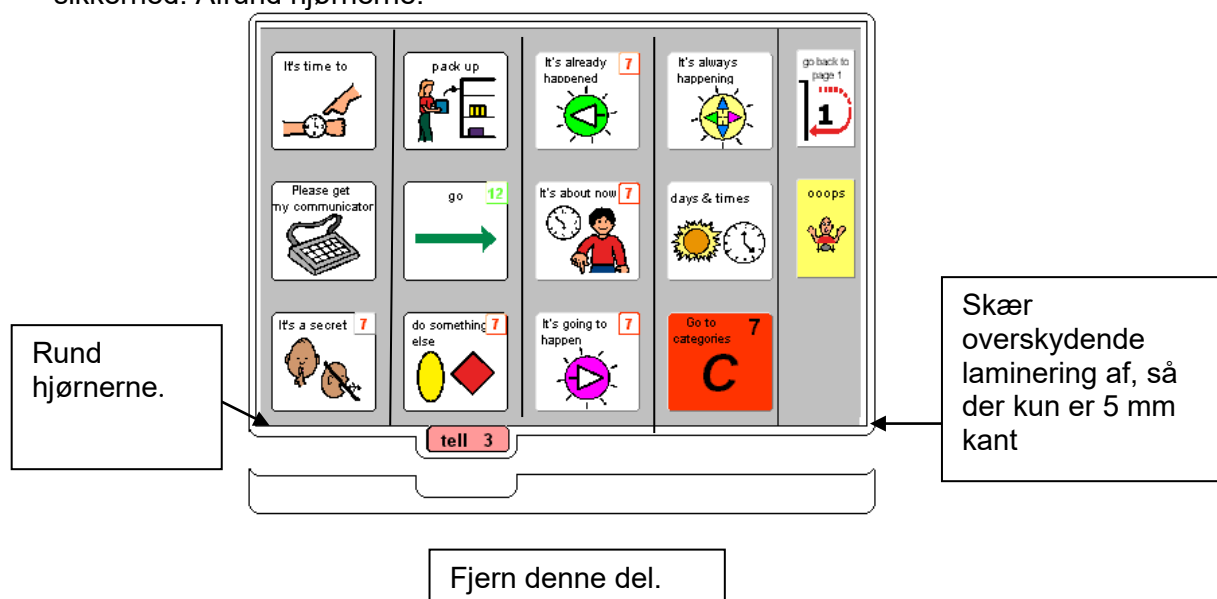 sikkerhed. Afrund hjørnerne.
It's time to
pack up
It's already 7
happened
It's always
happening
go back to
page 1
1
Please get
my communicator
go 12
It's about now 7
days & times
ooops
It's a secret 7
do something 7
else
It's going to 7
happen
Go to 7
categories
C
tell 3
Rund
hjørnerne.
Skær
overskydende
laminering af, så
der kun er 5 mm
kant
Fjern denne del.